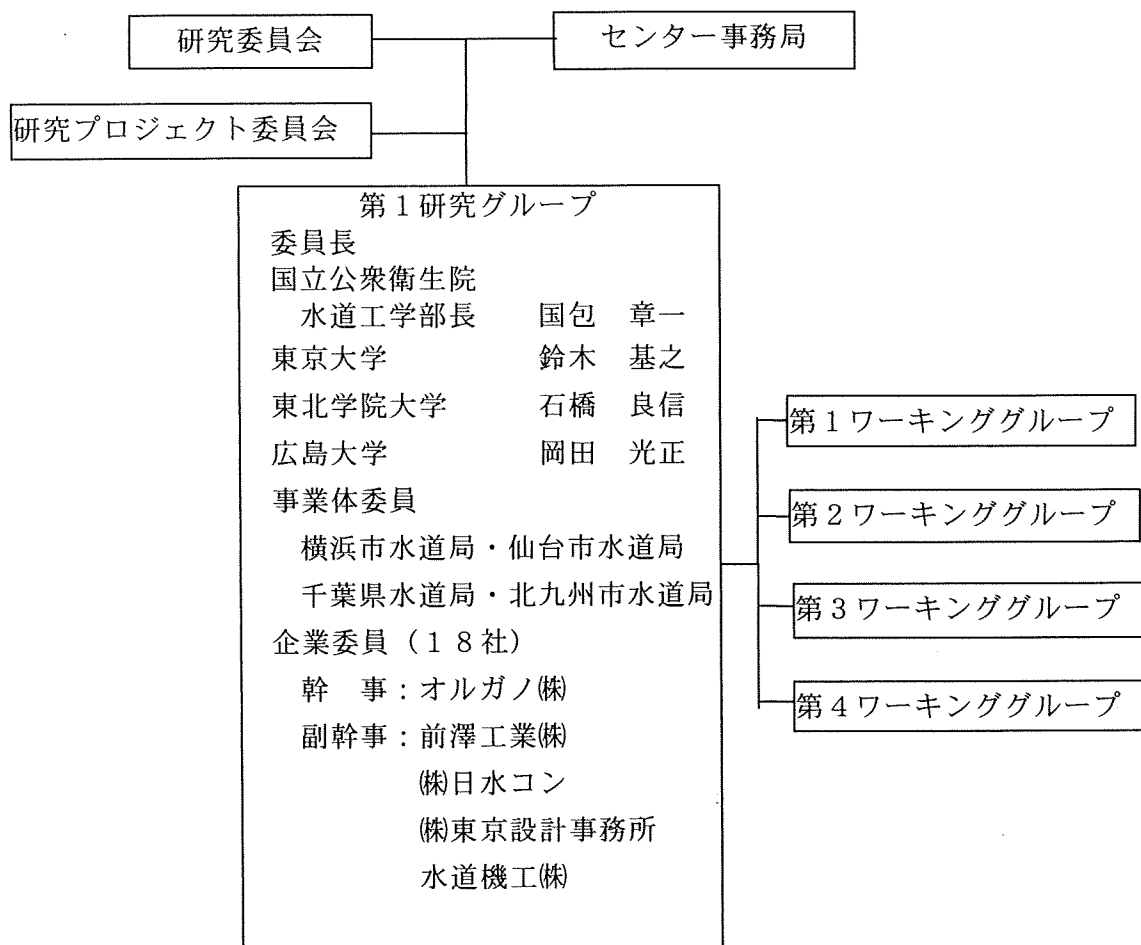 研究委員会
センター事務局
研究プロジェクト委員会
第1研究グループ
委員長
国立公衆衛生院
水道工学部長 国包 章一
東京大学 鈴木 基之
東北学院大学 石橋 良信
広島大学 岡田 光正
事業体委員
横浜市水道局・仙台市水道局
千葉県水道局・北九州市水道局
企業委員（１８社）
幹 事：オルガノ㈱
副幹事：前澤工業㈱
㈱日水コン
㈱東京設計事務所
水道機工㈱
第１ワーキンググループ
第２ワーキンググループ
第３ワーキンググループ
第４ワーキンググループ